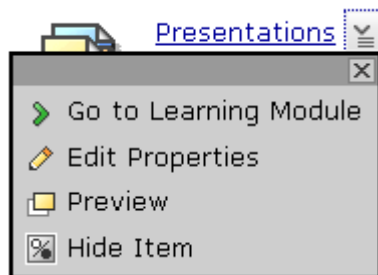 Presentations
Go to Learning Module
Edit Properties
Preview
Hide Item